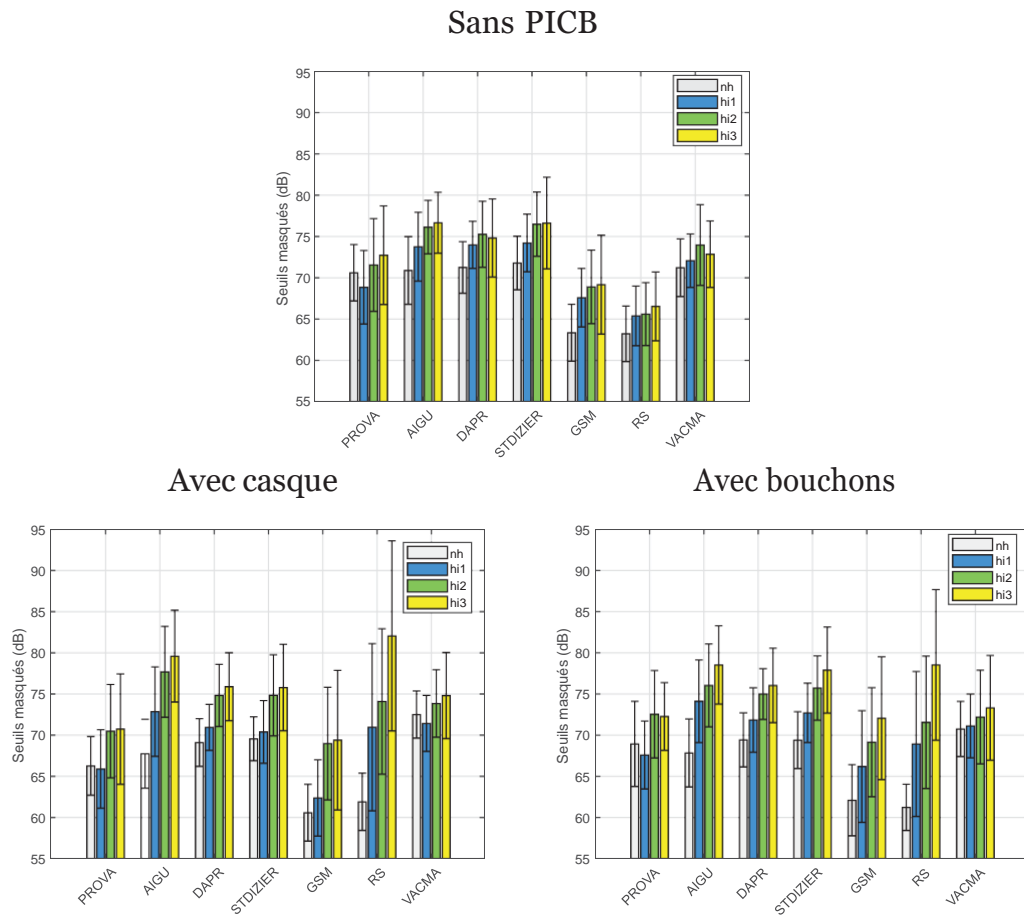 Sans PICB
95
90
85
80
75
70
65
60
55
Seuils masqués (dB)
nh
hi1
hi2
hi3
PROVA
AIGU
DAPR
STDIZIER
GSM
RS
VACMA
Avec casque
95
90
85
80
75
70
65
60
55
Seuils masqués (dB)
nh
hi1
hi2
hi3
PROVA
AIGU
DAPR
STDIZIER
GSM
RS
VACMA
Avec bouchons
95
90
85
80
75
70
65
60
55
Seuils masqués (dB)
nh
hi1
hi2
hi3
PROVA
AIGU
DAPR
STDIZIER
GSM
RS
VACMA